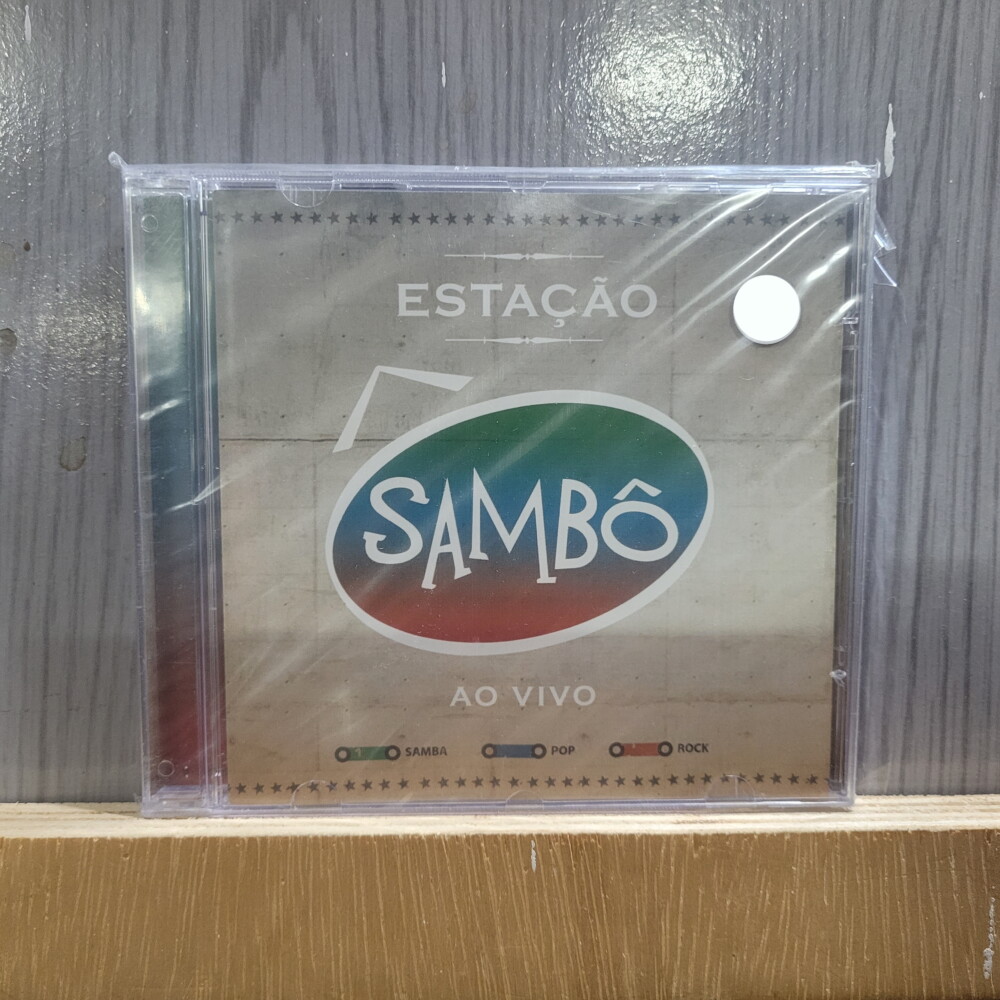 ESTAÇÃO
SAMBÔ
AO VIVO
SAMBA POP ROCK